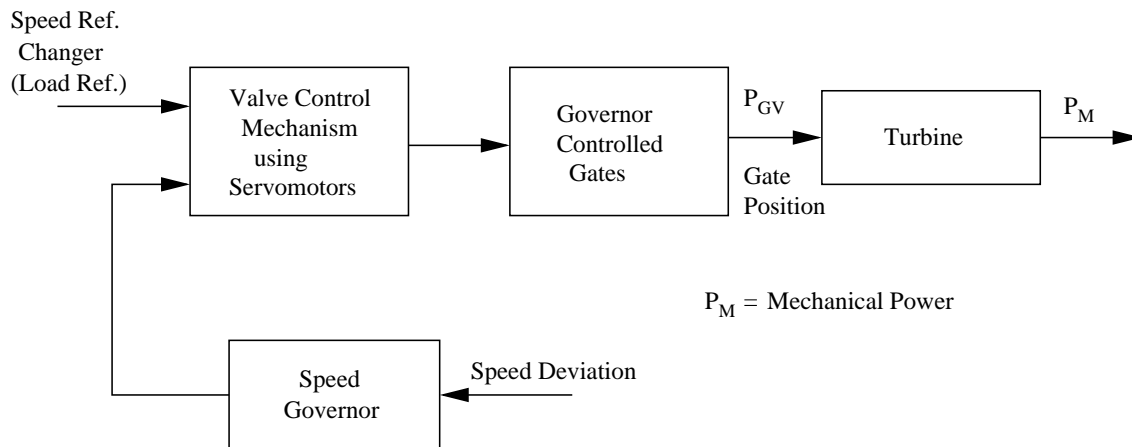 Speed Ref.
Changer
(Load Ref.)
Valve Control
Mechanism
using
Servomotors
Governor
Controlled
Gates
P_GV
Gate
Position
Turbine
P_M
P_M = Mechanical Power
Speed
Governor
Speed Deviation